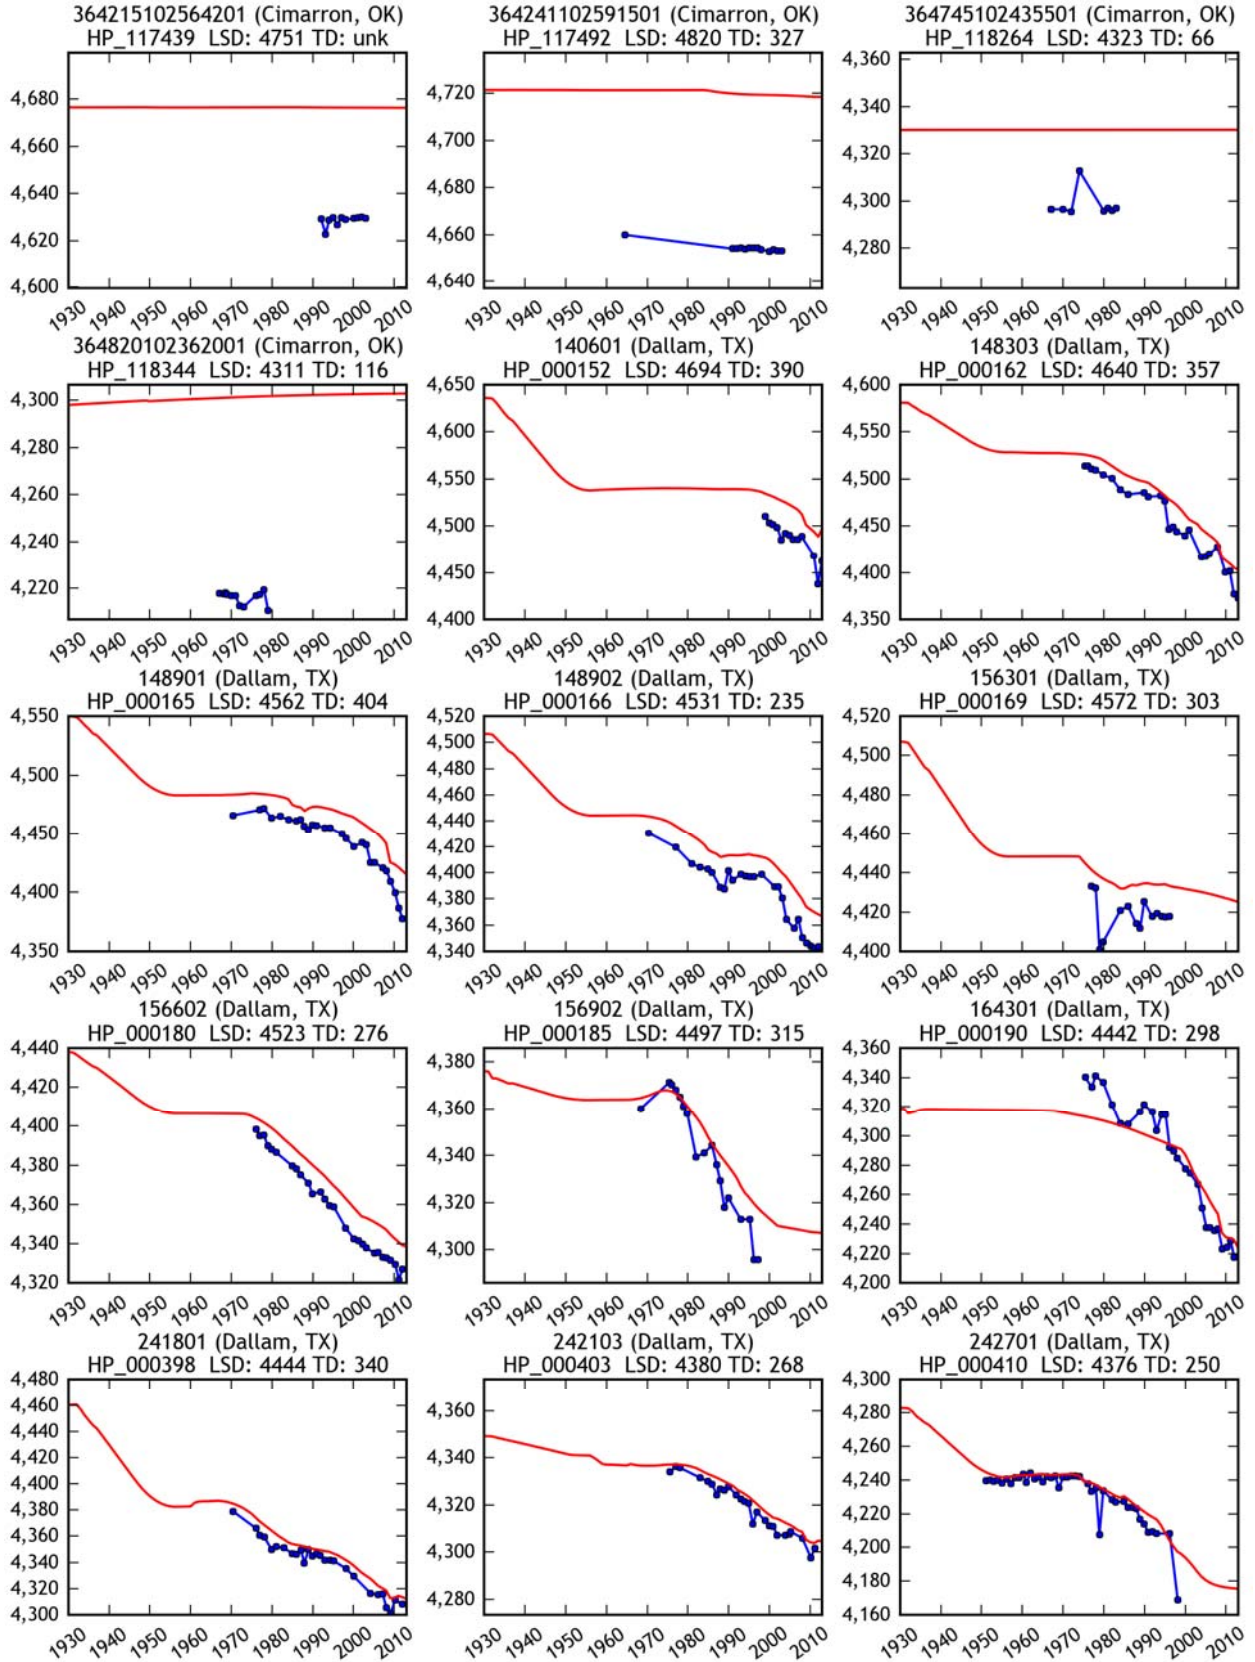 364215102564201 (Cimarron, OK)
HP_117439 LSD: 4751 TD: unk
4,680
4,660
4,640
4,620
4,600
1930 1940 1950 1960 1970 1980 1990 2000 2010
364241102591501 (Cimarron, OK)
HP_117492 LSD: 4820 TD: 327
4,720
4,700
4,680
4,660
4,640
1930 1940 1950 1960 1970 1980 1990 2000 2010
364745102435501 (Cimarron, OK)
HP_118264 LSD: 4323 TD: 66
4,360
4,340
4,320
4,300
4,280
1930 1940 1950 1960 1970 1980 1990 2000 2010
364820102362001 (Cimarron, OK)
HP_118344 LSD: 4311 TD: 116
4,300
4,280
4,260
4,240
4,220
1930 1940 1950 1960 1970 1980 1990 2000 2010
140601 (Dallam, TX)
HP_000152 LSD: 4694 TD: 390
4,650
4,600
4,550
4,500
4,450
4,400
1930 1940 1950 1960 1970 1980 1990 2000 2010
148303 (Dallam, TX)
HP_000162 LSD: 4640 TD: 357
4,600
4,550
4,500
4,450
4,400
4,350
1930 1940 1950 1960 1970 1980 1990 2000 2010
148901 (Dallam, TX)
HP_000165 LSD: 4562 TD: 404
4,550
4,500
4,450
4,400
4,350
1930 1940 1950 1960 1970 1980 1990 2000 2010
148902 (Dallam, TX)
HP_000166 LSD: 4531 TD: 235
4,520
4,500
4,480
4,460
4,440
4,420
4,400
4,380
4,360
4,340
1930 1940 1950 1960 1970 1980 1990 2000 2010
156301 (Dallam, TX)
HP_000169 LSD: 4572 TD: 303
4,520
4,500
4,480
4,460
4,440
4,420
4,400
1930 1940 1950 1960 1970 1980 1990 2000 2010
156602 (Dallam, TX)
HP_000180 LSD: 4523 TD: 276
4,440
4,420
4,400
4,380
4,360
4,340
4,320
1930 1940 1950 1960 1970 1980 1990 2000 2010
156902 (Dallam, TX)
HP_000185 LSD: 4497 TD: 315
4,380
4,360
4,340
4,320
4,300
1930 1940 1950 1960 1970 1980 1990 2000 2010
164301 (Dallam, TX)
HP_000190 LSD: 4442 TD: 298
4,360
4,340
4,320
4,300
4,280
4,260
4,240
4,220
4,200
1930 1940 1950 1960 1970 1980 1990 2000 2010
241801 (Dallam, TX)
HP_000398 LSD: 4444 TD: 340
4,480
4,460
4,440
4,420
4,400
4,380
4,360
4,340
4,320
4,300
1930 1940 1950 1960 1970 1980 1990 2000 2010
242103 (Dallam, TX)
HP_000403 LSD: 4380 TD: 268
4,360
4,340
4,320
4,300
4,280
1930 1940 1950 1960 1970 1980 1990 2000 2010
242701 (Dallam, TX)
HP_000410 LSD: 4376 TD: 250
4,300
4,280
4,260
4,240
4,220
4,200
4,180
4,160
1930 1940 1950 1960 1970 1980 1990 2000 2010